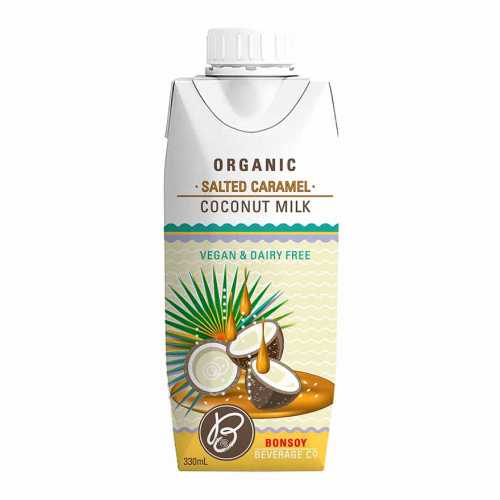 ORGANIC
· SALTED CARAMEL ·
COCONUT MILK
VEGAN & DAIRY FREE
B
BONSOY
BEVERAGE CO.
330mL